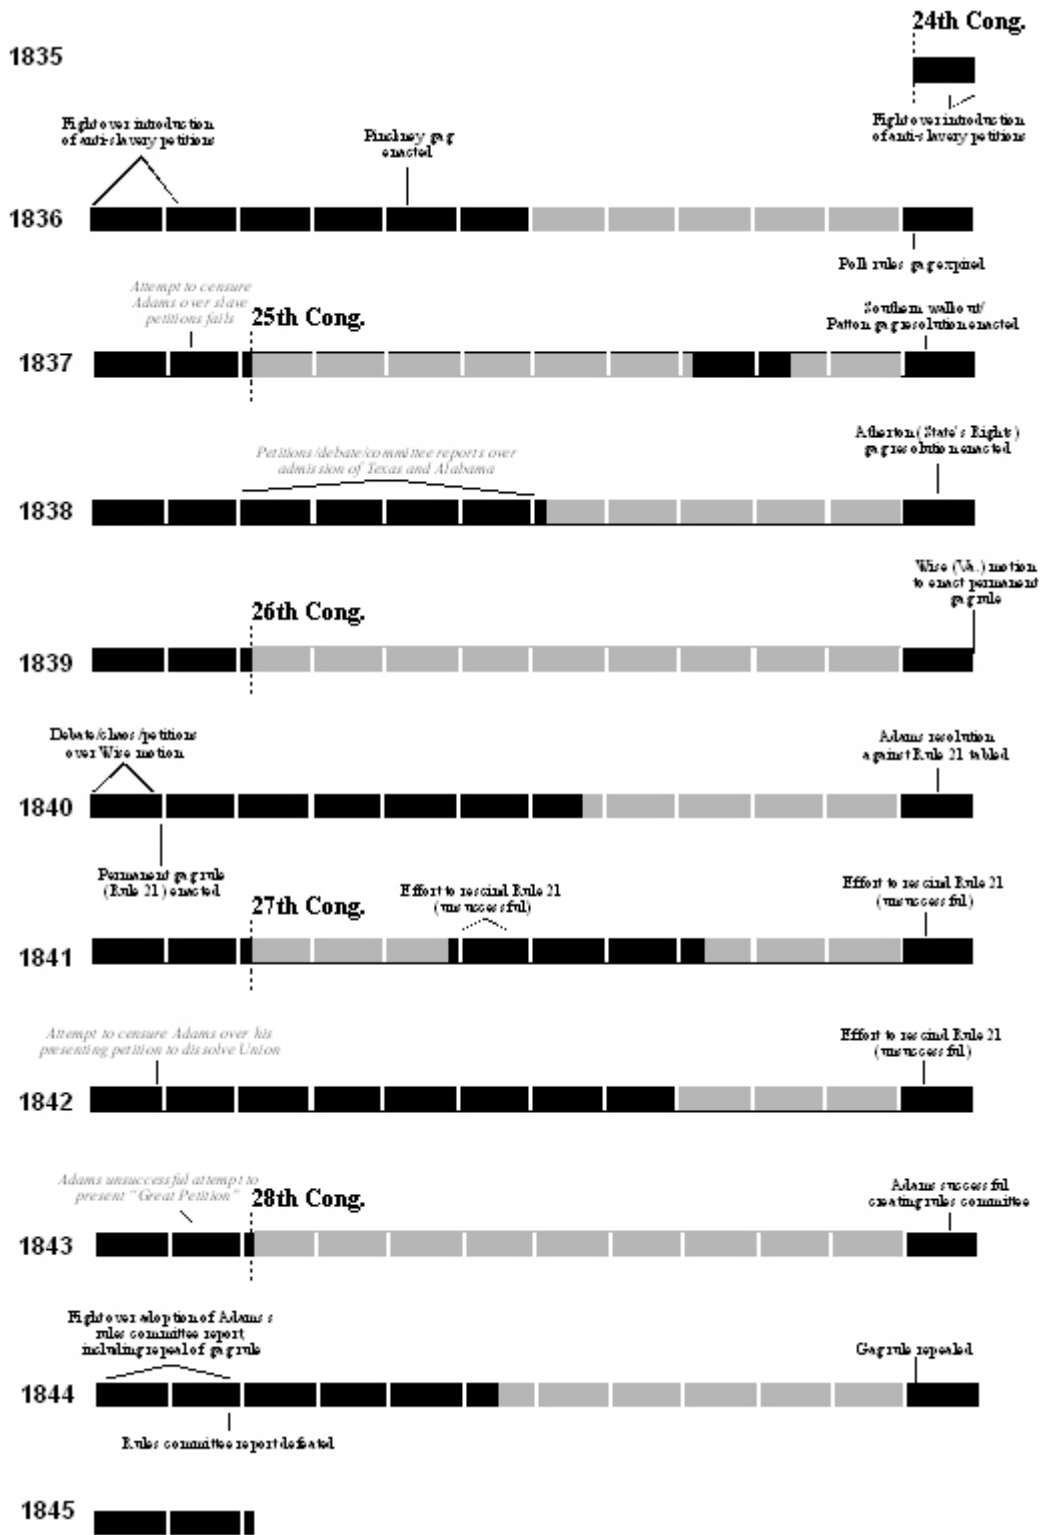 24th Cong.
1835
Fight over introduction
of anti-slavery petitions
Fight over introduction
of anti-slavery petitions
Pinckney gag
enacted
1836
Polk rules gag expired
Attempt to censure
Adams over slave
petitions fails
25th Cong.
Southern walkout/
Patton gag resolution enacted
1837
Petitions/debate/committee reports over
admission of Texas and Alabama
Atherton (State's Rights)
gag resolution enacted
1838
Wise (Va.) motion
to enact permanent
gag rule
26th Cong.
1839
Debate/chaos/petitions
over Wise motion
Adams resolution
against Rule 21 tabled
1840
Permanent gag rule
(Rule 21) enacted
27th Cong.
Effort to rescind Rule 21
(unsuccessful)
Effort to rescind Rule 21
(unsuccessful)
1841
Attempt to censure Adams over his
presenting petition to dissolve Union
Effort to rescind Rule 21
(unsuccessful)
1842
Adams unsuccessful attempt to
present "Great Petition"
28th Cong.
Adams successful
creating rules committee
1843
Fight over adoption of Adams's
rules committee report,
including repeal of gag rule
Gag rule repealed
1844
Rules committee report defeated
1845